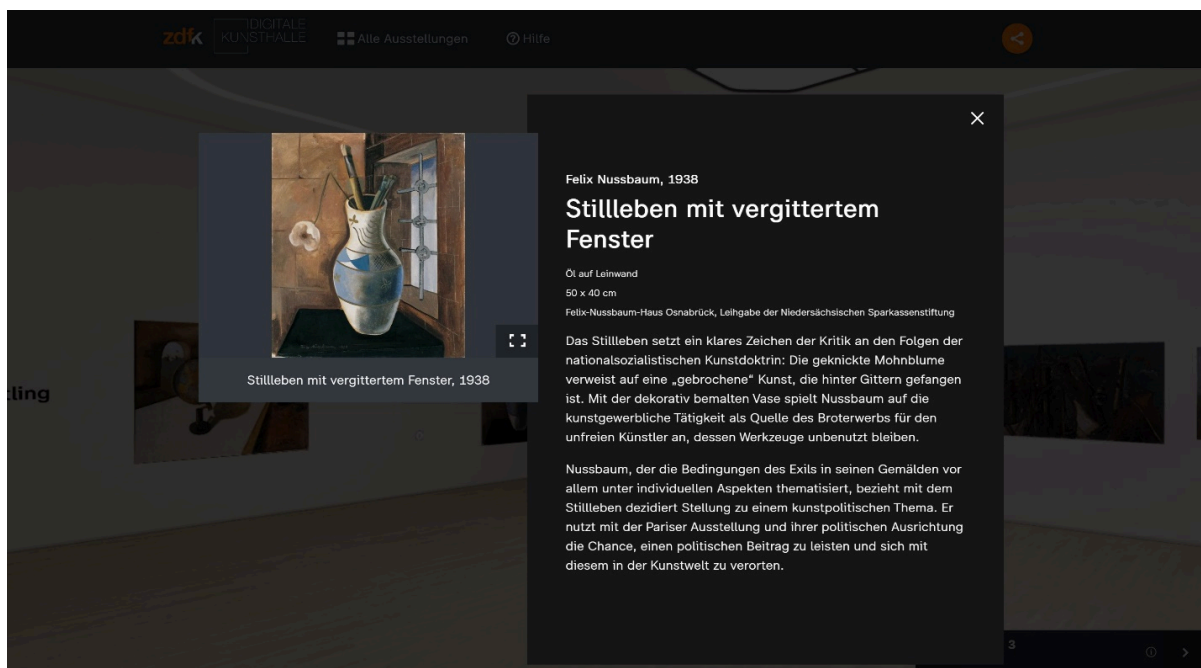 zdfk DIGITALE
KUNSTHALLE
Alle Ausstellungen
Hilfe
Felix Nussbaum, 1938
Stillleben mit vergittertem
Fenster
Öl auf Leinwand
50 x 40 cm
Felix-Nussbaum-Haus Osnabrück, Leihgabe der Niedersächsischen Sparkassenstiftung
Das Stillleben setzt ein klares Zeichen der Kritik an den Folgen der
nationalsozialistischen Kunstdoktrin: Die geknickte Mohnblume
verweist auf eine „gebrochene“ Kunst, die hinter Gittern gefangen
ist. Mit der dekorativ bemalten Vase spielt Nussbaum auf die
kunstgewerbliche Tätigkeit als Quelle des Broterwerbs für den
unfreien Künstler an, dessen Werkzeuge unbenutzt bleiben.
Nussbaum, der die Bedingungen des Exils in seinen Gemälden vor
allem unter individuellen Aspekten thematisiert, bezieht mit dem
Stillleben dezidiert Stellung zu einem kunstpolitischen Thema. Er
nutzt mit der Pariser Ausstellung und ihrer politischen Ausrichtung
die Chance, einen politischen Beitrag zu leisten und sich mit
diesem in der Kunstwelt zu verorten.
Stillleben mit vergittertem Fenster, 1938
tling
3